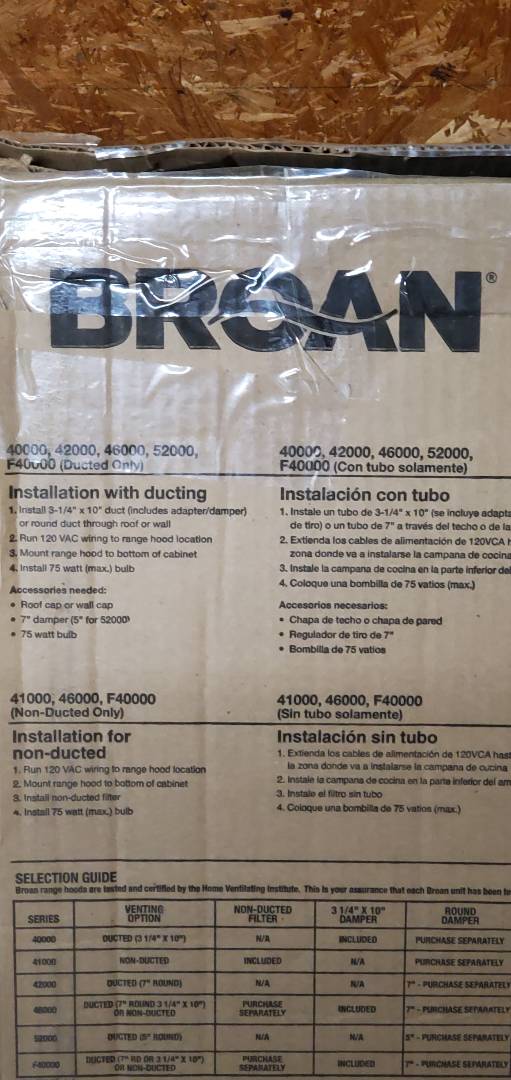 BROAN®
40000, 42000, 46000, 52000,
F40000 (Ducted Only)
Installation with ducting
1. Install 3-1/4" x 10" duct (includes adapter/damper)
or round duct through roof or wall
2. Run 120 VAC wiring to range hood location
3. Mount range hood to bottom of cabinet
4. Install 75 watt (max.) bulb
Accessories needed:
• Roof cap or wall cap
• 7" damper (5" for 52000)
• 75 watt bulb
40000, 42000, 46000, 52000,
F40000 (Con tubo solamente)
Instalación con tubo
1. Instale un tubo de 3-1/4" x 10" (se incluye adapta
de tiro) o un tubo de 7" a través del techo o de la
2. Extienda los cables de alimentación de 120VCA h
zona donde va a instalarse la campana de cocina
3. Instale la campana de cocina en la parte inferior del
4. Coloque una bombilla de 75 vatios (max.)
Accesorios necesarios:
• Chapa de techo o chapa de pared
• Regulador de tiro de 7"
• Bombilla de 75 vatios
41000, 46000, F40000
(Non-Ducted Only)
Installation for
non-ducted
1. Run 120 VAC wiring to range hood location
2. Mount range hood to bottom of cabinet
3. Install non-ducted filter
4. Install 75 watt (max.) bulb
41000, 46000, F40000
(Sin tubo solamente)
Instalación sin tubo
1. Extienda los cables de alimentación de 120VCA hast
la zona donde va a instalarse la campana de cocina
2. Instale la campana de cocina en la parte inferior del arm
3. Instale el filtro sin tubo
4. Coloque una bombilla de 75 vatios (max.)
SELECTION GUIDE
Broan range hoods are tested and certified by the Home Ventilating Institute. This is your assurance that each Broan unit has been te
SERIES VENTING OPTION NON-DUCTED FILTER 3 1/4" X 10" DAMPER ROUND DAMPER
40000 DUCTED (3 1/4" X 10") N/A INCLUDED PURCHASE SEPARATELY
41000 NON-DUCTED INCLUDED N/A PURCHASE SEPARATELY
42000 DUCTED (7" ROUND) N/A N/A 7" - PURCHASE SEPARATELY
46000 DUCTED (7" ROUND 3 1/4" X 10") OR NON-DUCTED PURCHASE SEPARATELY INCLUDED 7" - PURCHASE SEPARATELY
52000 DUCTED (5" ROUND) N/A N/A 5" - PURCHASE SEPARATELY
F40000 DUCTED (7" RD OR 3 1/4" X 10") OR NON-DUCTED PURCHASE SEPARATELY INCLUDED 7" - PURCHASE SEPARATELY